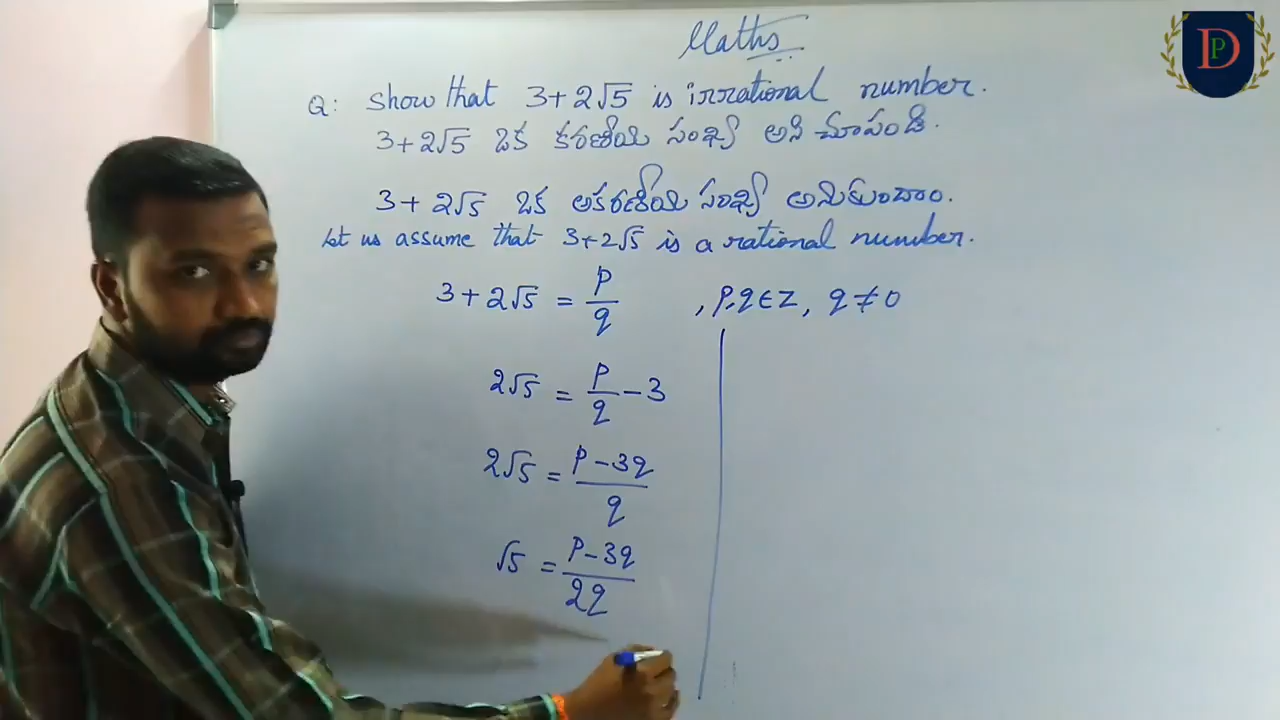 Maths
Q: Show that 3+2√5 is irrational number.
3+2√5 ఒక కరణీయ సంఖ్య అని చూపండి.
3+2√5 ఒక అకరణీయ సంఖ్య అనుకుందాం.
Let us assume that 3+2√5 is a rational number.
3+2√5 = p/q , p,q∈Z, q≠0
2√5 = p/q - 3
2√5 = p-3q/q
√5 = p-3q/2q
D P